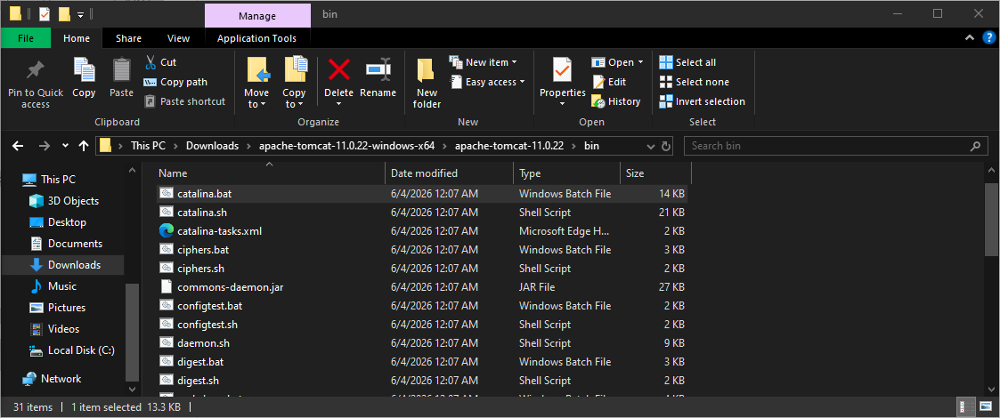 Manage bin
File Home Share View Application Tools
Pin to Quick access
Copy
Paste
Cut
Copy path
Paste shortcut
Clipboard
Move to
Copy to
Delete
Rename
Organize
New folder
New item
Easy access
New
Properties
Open
Edit
History
Open
Select all
Select none
Invert selection
Select
This PC Downloads apache-tomcat-11.0.22-windows-x64 apache-tomcat-11.0.22 bin
Search bin
This PC
3D Objects
Desktop
Documents
Downloads
Music
Pictures
Videos
Local Disk (C:)
Network
Name Date modified Type Size
catalina.bat 6/4/2026 12:07 AM Windows Batch File 14 KB
catalina.sh 6/4/2026 12:07 AM Shell Script 21 KB
catalina-tasks.xml 6/4/2026 12:07 AM Microsoft Edge H... 2 KB
ciphers.bat 6/4/2026 12:07 AM Windows Batch File 3 KB
ciphers.sh 6/4/2026 12:07 AM Shell Script 2 KB
commons-daemon.jar 6/4/2026 12:07 AM JAR File 27 KB
configtest.bat 6/4/2026 12:07 AM Windows Batch File 2 KB
configtest.sh 6/4/2026 12:07 AM Shell Script 2 KB
daemon.sh 6/4/2026 12:07 AM Shell Script 9 KB
digest.bat 6/4/2026 12:07 AM Windows Batch File 3 KB
digest.sh 6/4/2026 12:07 AM Shell Script 2 KB
31 items 1 item selected 13.3 KB